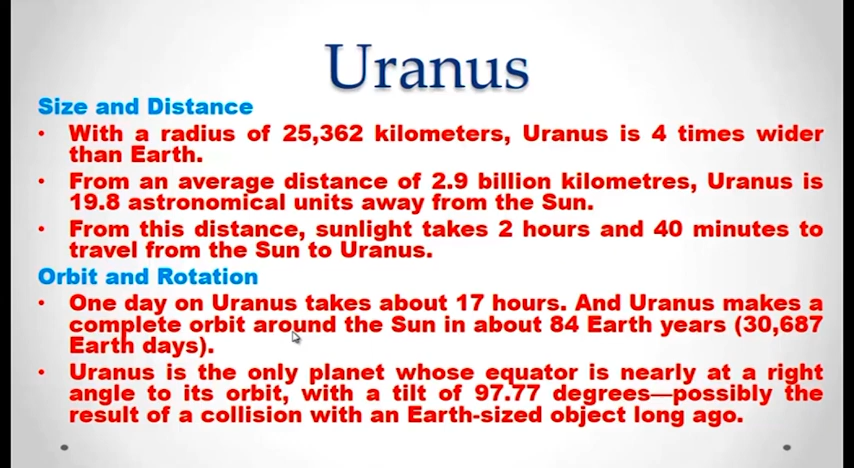 Uranus
Size and Distance
• With a radius of 25,362 kilometers, Uranus is 4 times wider
than Earth.
• From an average distance of 2.9 billion kilometres, Uranus is
19.8 astronomical units away from the Sun.
• From this distance, sunlight takes 2 hours and 40 minutes to
travel from the Sun to Uranus.
Orbit and Rotation
• One day on Uranus takes about 17 hours. And Uranus makes a
complete orbit around the Sun in about 84 Earth years (30,687
Earth days).
• Uranus is the only planet whose equator is nearly at a right
angle to its orbit, with a tilt of 97.77 degrees—possibly the
result of a collision with an Earth-sized object long ago.